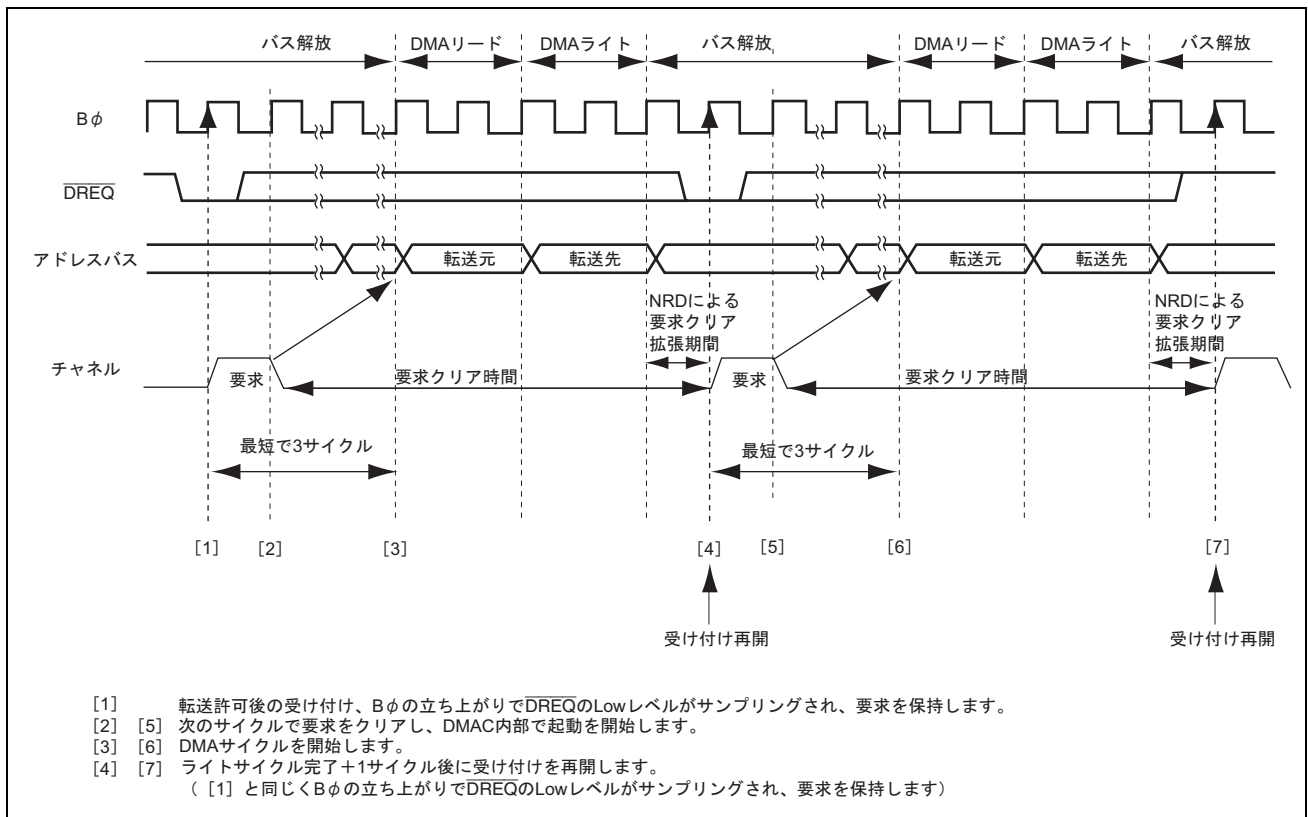 バス解放 DMAリード DMAライト バス解放 DMAリード DMAライト バス解放
Bφ
DREQ
アドレスバス 転送元 転送先 転送元 転送先
NRDによる 要求クリア 拡張期間
NRDによる 要求クリア 拡張期間
チャネル 要求 要求クリア時間 要求 要求クリア時間
最短で3サイクル 最短で3サイクル
[1] [2] [3] [4] [5] [6] [7]
受け付け再開 受け付け再開
[1] 転送許可後の受け付け、Bφの立ち上がりでDREQのLowレベルがサンプリングされ、要求を保持します。
[2] [5] 次のサイクルで要求をクリアし、DMAC内部で起動を開始します。
[3] [6] DMAサイクルを開始します。
[4] [7] ライトサイクル完了+1サイクル後に受け付けを再開します。
([1]と同じくBφの立ち上がりでDREQのLowレベルがサンプリングされ、要求を保持します)